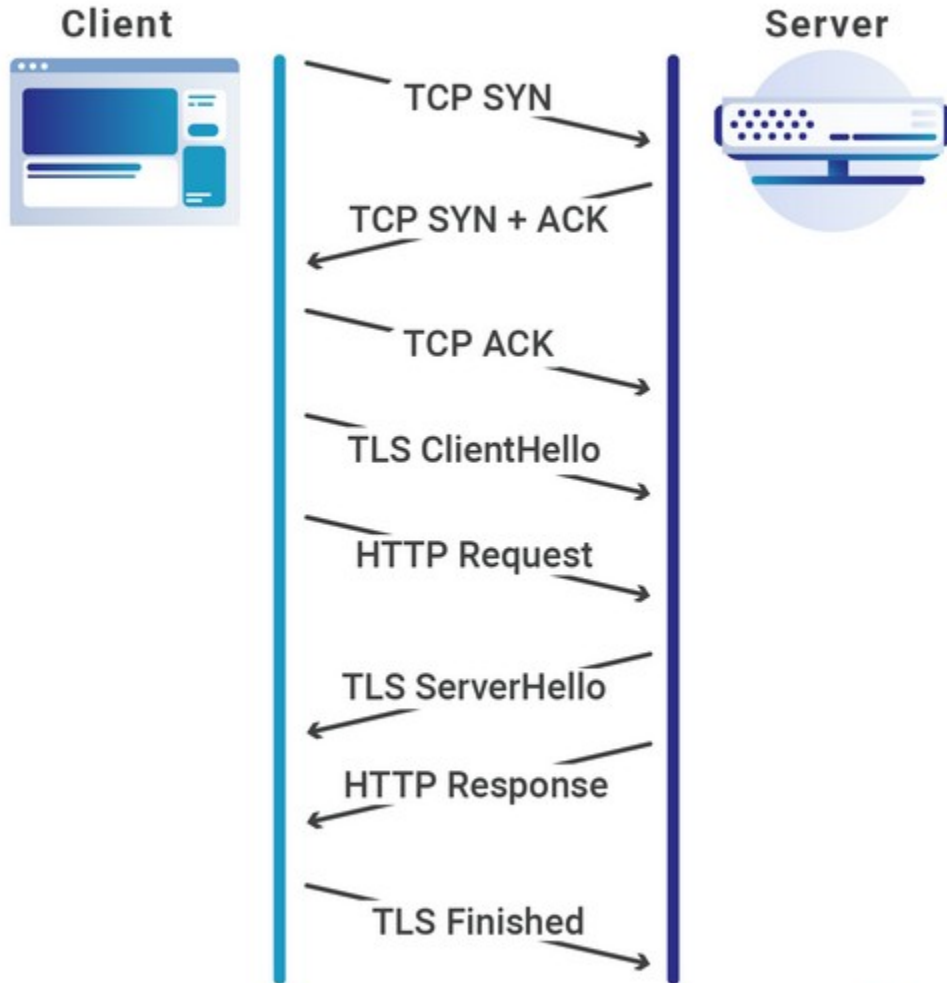 Client
Server
TCP SYN
TCP SYN + ACK
TCP ACK
TLS ClientHello
HTTP Request
TLS ServerHello
HTTP Response
TLS Finished